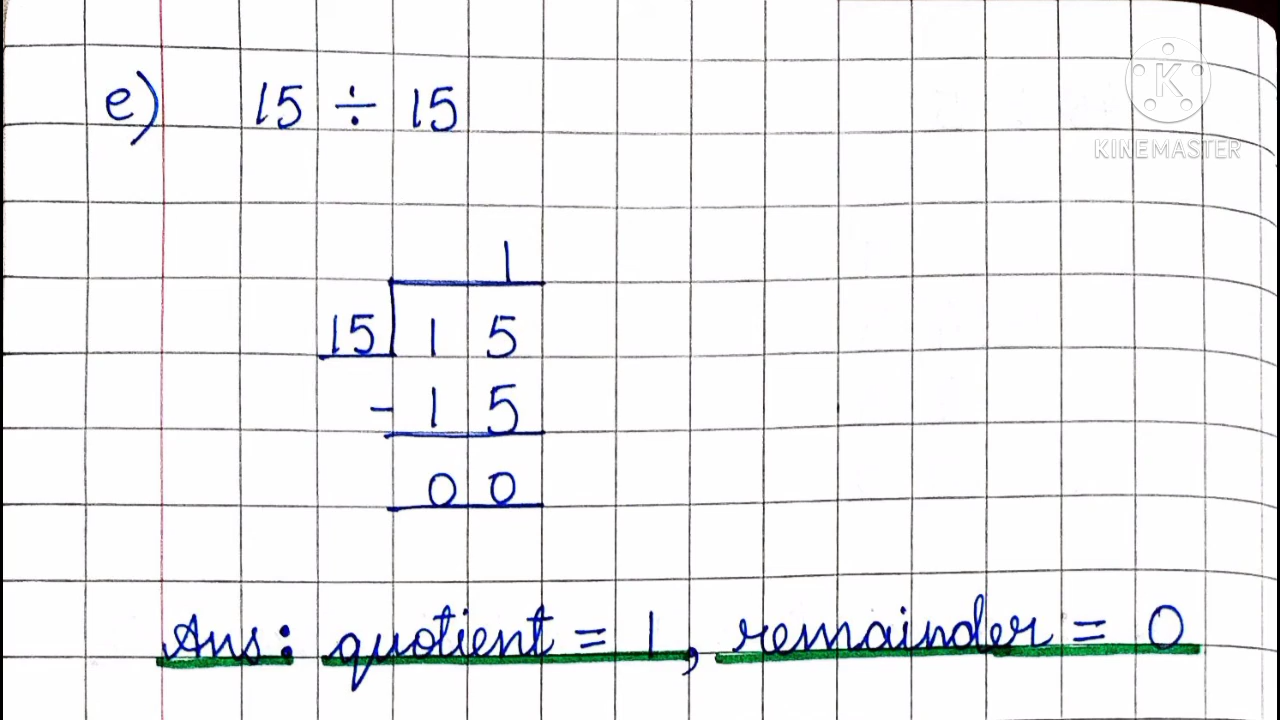 e) 15 ÷ 15
K
KINEMASTER
1
15 1 5
- 1 5
0 0
Ans: quotient = 1, remainder = 0